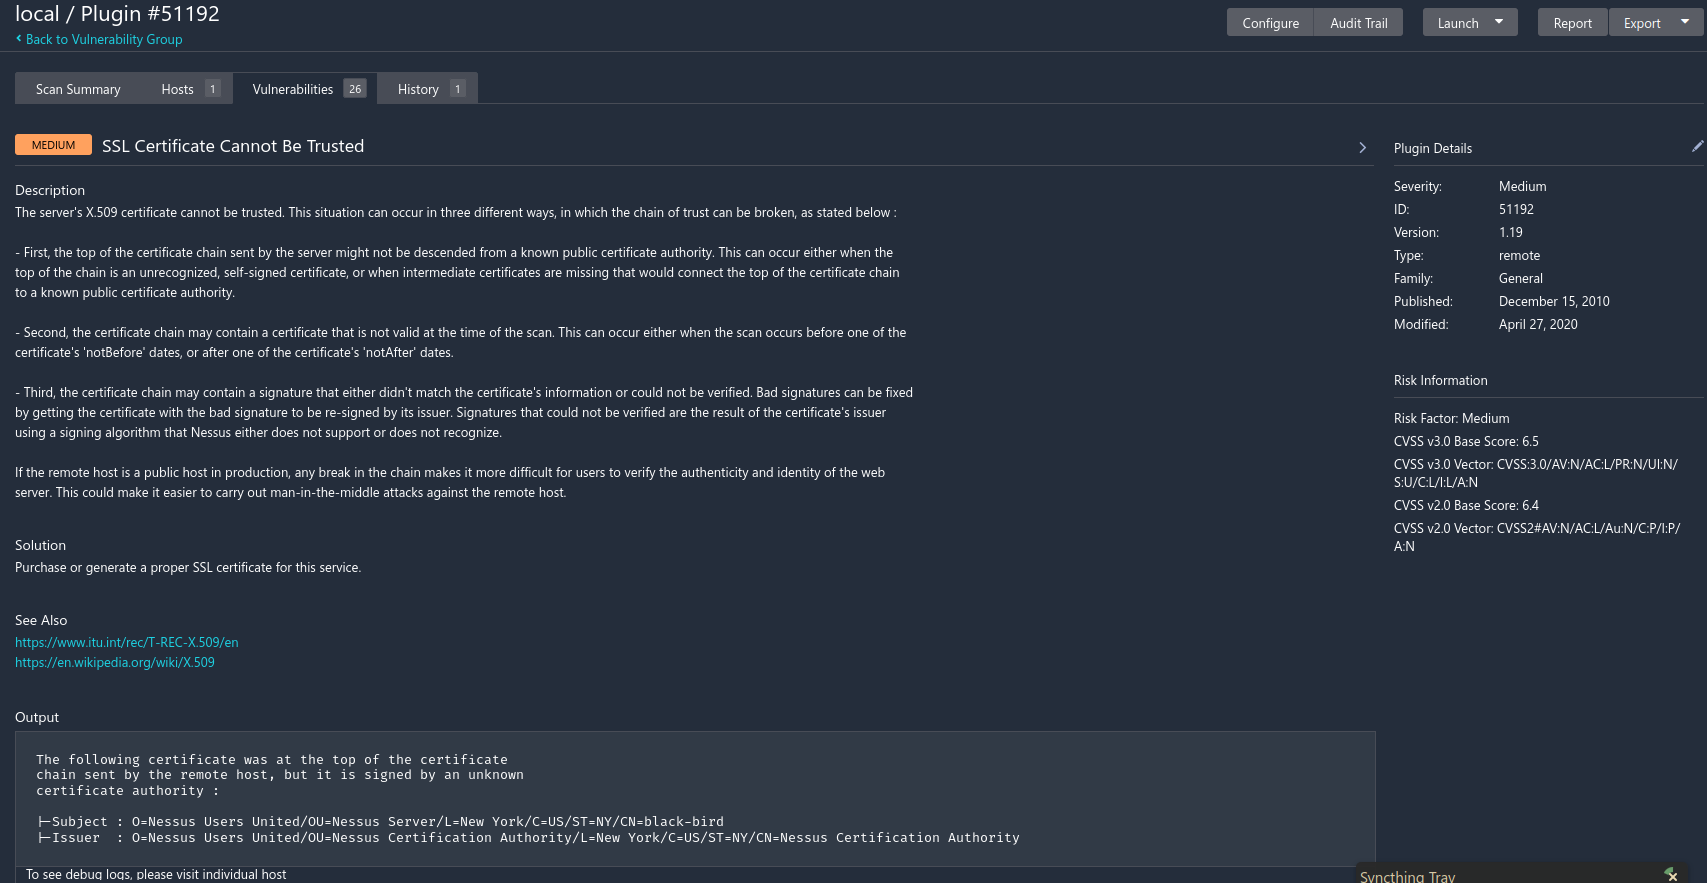 local / Plugin #51192
Back to Vulnerability Group
Configure Audit Trail Launch Report Export
Scan Summary Hosts 1 Vulnerabilities 26 History 1
MEDIUM SSL Certificate Cannot Be Trusted
Description
The server's X.509 certificate cannot be trusted. This situation can occur in three different ways, in which the chain of trust can be broken, as stated below :
- First, the top of the certificate chain sent by the server might not be descended from a known public certificate authority. This can occur either when the
top of the chain is an unrecognized, self-signed certificate, or when intermediate certificates are missing that would connect the top of the certificate chain
to a known public certificate authority.
- Second, the certificate chain may contain a certificate that is not valid at the time of the scan. This can occur either when the scan occurs before one of the
certificate's 'notBefore' dates, or after one of the certificate's 'notAfter' dates.
- Third, the certificate chain may contain a signature that either didn't match the certificate's information or could not be verified. Bad signatures can be fixed
by getting the certificate with the bad signature to be re-signed by its issuer. Signatures that could not be verified are the result of the certificate's issuer
using a signing algorithm that Nessus either does not support or does not recognize.
If the remote host is a public host in production, any break in the chain makes it more difficult for users to verify the authenticity and identity of the web
server. This could make it easier to carry out man-in-the-middle attacks against the remote host.
Solution
Purchase or generate a proper SSL certificate for this service.
See Also
https://www.itu.int/rec/T-REC-X.509/en
https://en.wikipedia.org/wiki/X.509
Output
The following certificate was at the top of the certificate
chain sent by the remote host, but it is signed by an unknown
certificate authority :
|-Subject : O=Nessus Users United/OU=Nessus Server/L=New York/C=US/ST=NY/CN=black-bird
|-Issuer : O=Nessus Users United/OU=Nessus Certification Authority/L=New York/C=US/ST=NY/CN=Nessus Certification Authority
To see debug logs, please visit individual host
Plugin Details
Severity: Medium
ID: 51192
Version: 1.19
Type: remote
Family: General
Published: December 15, 2010
Modified: April 27, 2020
Risk Information
Risk Factor: Medium
CVSS v3.0 Base Score: 6.5
CVSS v3.0 Vector: CVSS:3.0/AV:N/AC:L/PR:N/UI:N/
S:U/C:L/I:L/A:N
CVSS v2.0 Base Score: 6.4
CVSS v2.0 Vector: CVSS2#AV:N/AC:L/Au:N/C:P/I:P/
A:N
Syncthing Tray